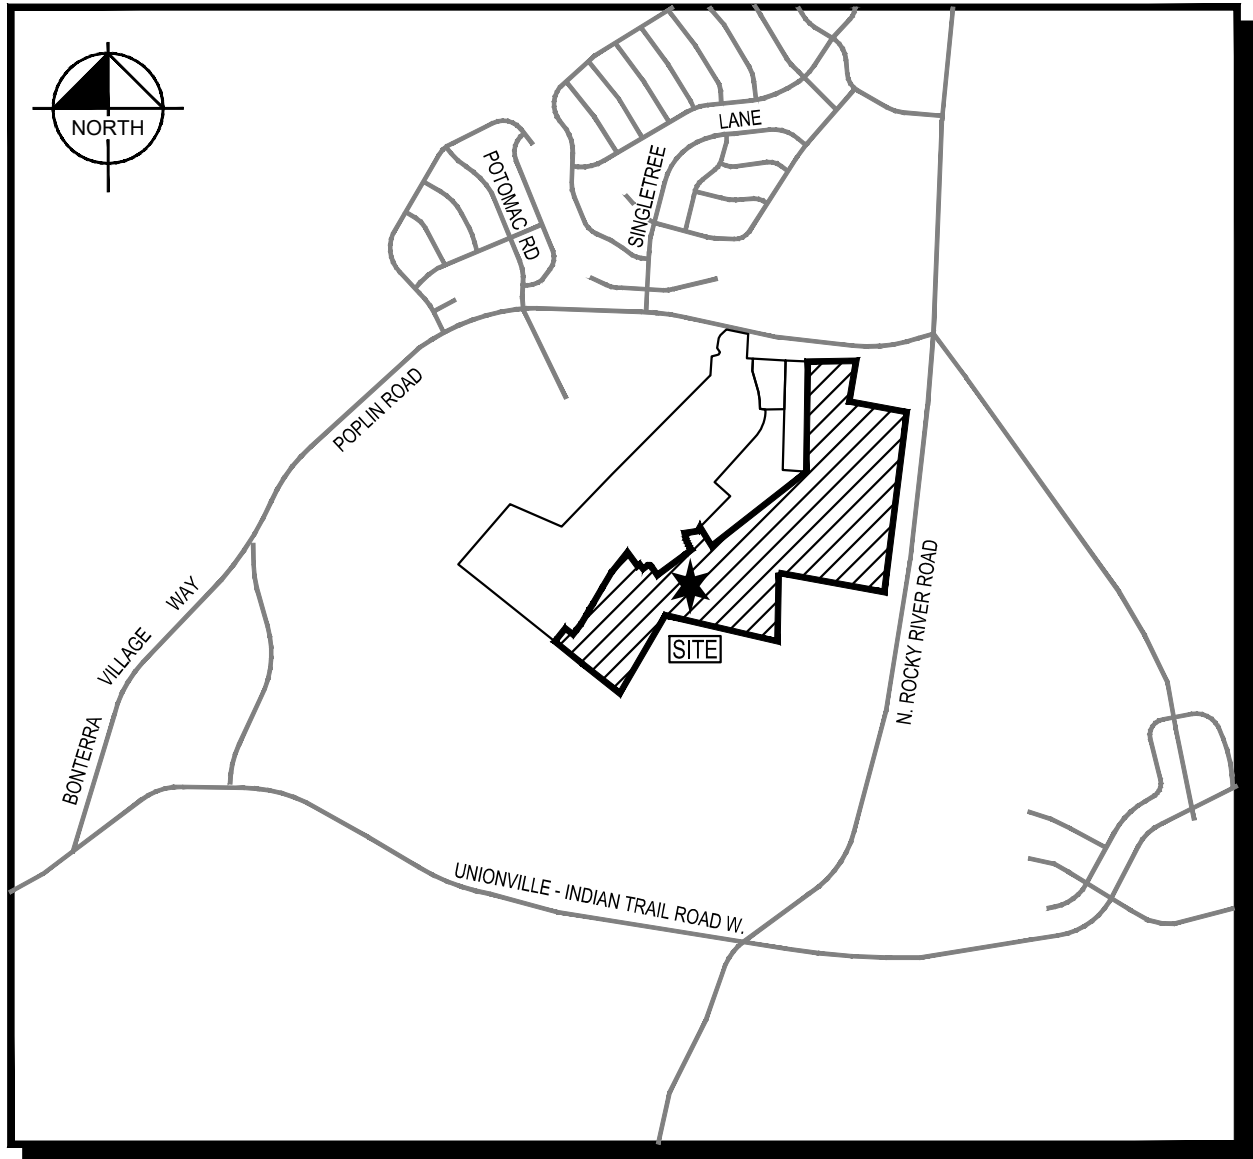 NORTH
LANE
SINGLETREE
POTOMAC RD
POPLIN ROAD
VILLAGE WAY
BONTERRA
SITE
N. ROCKY RIVER ROAD
UNIONVILLE - INDIAN TRAIL ROAD W.